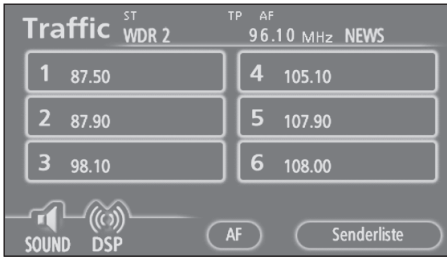 Traffic ST TP AF
WDR 2 96.10 MHz NEWS
1 87.50 4 105.10
2 87.90 5 107.90
3 98.10 6 108.00
SOUND DSP AF Senderliste